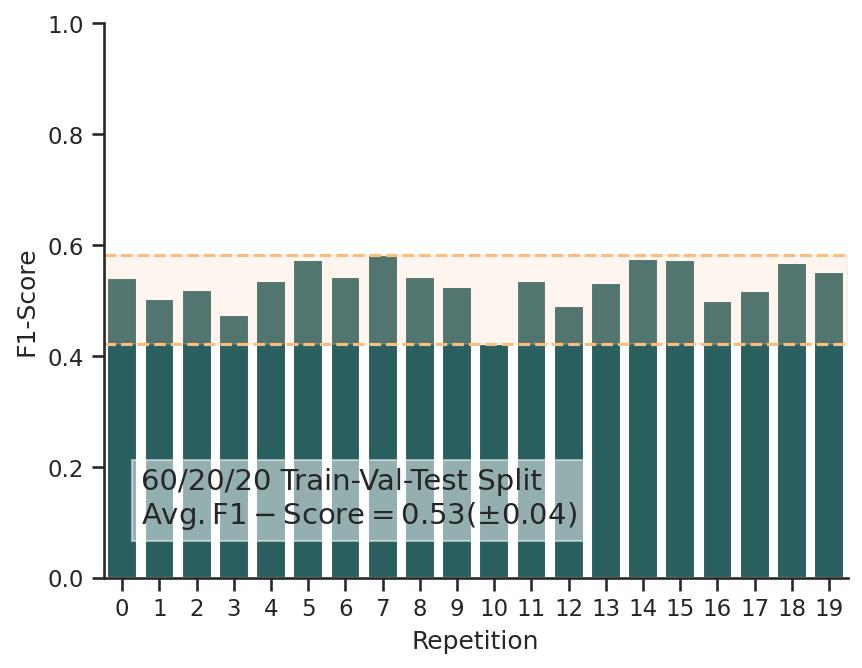 1.0
0.8
0.6
0.4
0.2
0.0
F1-Score
60/20/20 Train-Val-Test Split
Avg. F1 − Score = 0.53(±0.04)
0 1 2 3 4 5 6 7 8 9 10 11 12 13 14 15 16 17 18 19
Repetition